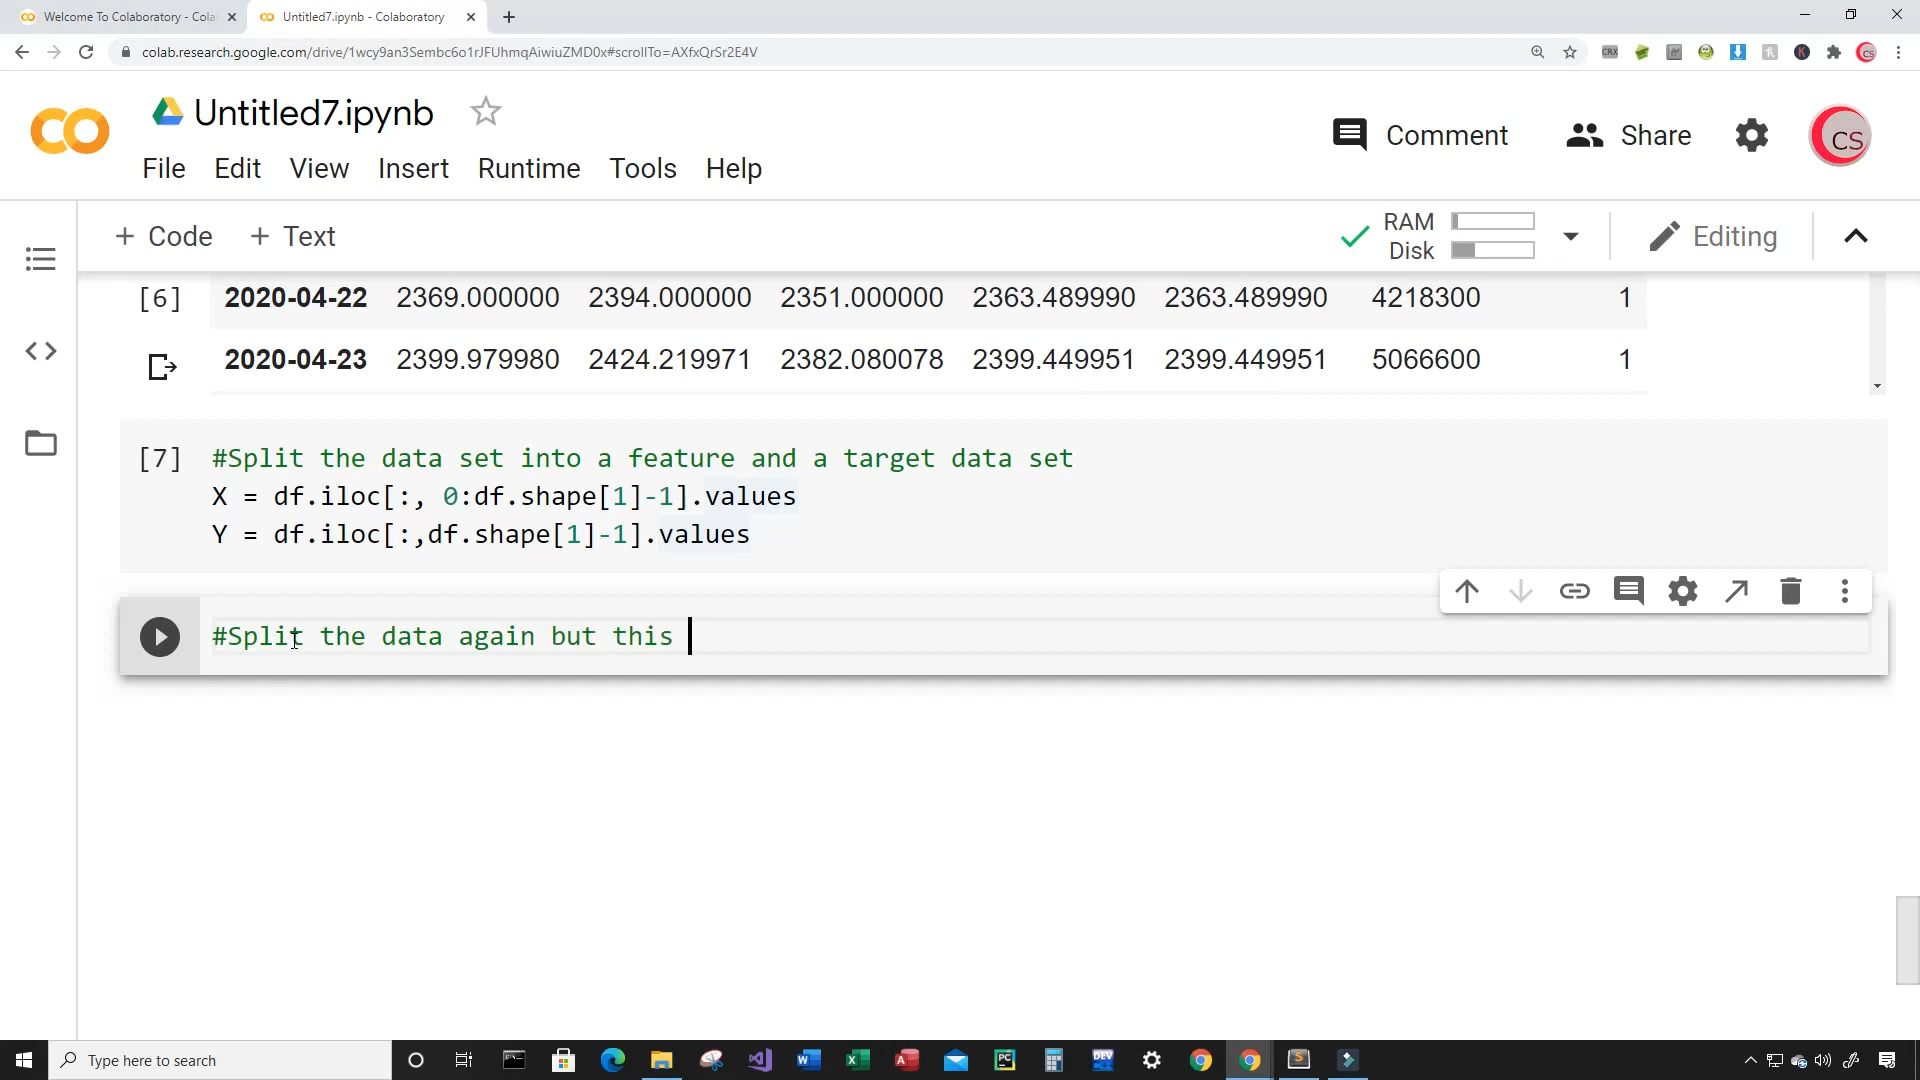 Welcome To Colaboratory - Cola
Untitled7.ipynb - Colaboratory
colab.research.google.com/drive/1wcy9an3Sembc6o1rJFUhmqAiwiuZMD0x#scrollTo=AXfxQrSr2E4V
CRX
Untitled7.ipynb
Comment
Share
CS
File Edit View Insert Runtime Tools Help
+ Code + Text
RAM
Disk
Editing
[6] 2020-04-22 2369.000000 2394.000000 2351.000000 2363.489990 2363.489990 4218300 1
2020-04-23 2399.979980 2424.219971 2382.080078 2399.449951 2399.449951 5066600 1
[7] #Split the data set into a feature and a target data set
X = df.iloc[:, 0:df.shape[1]-1].values
Y = df.iloc[:,df.shape[1]-1].values
#Split the data again but this
Type here to search